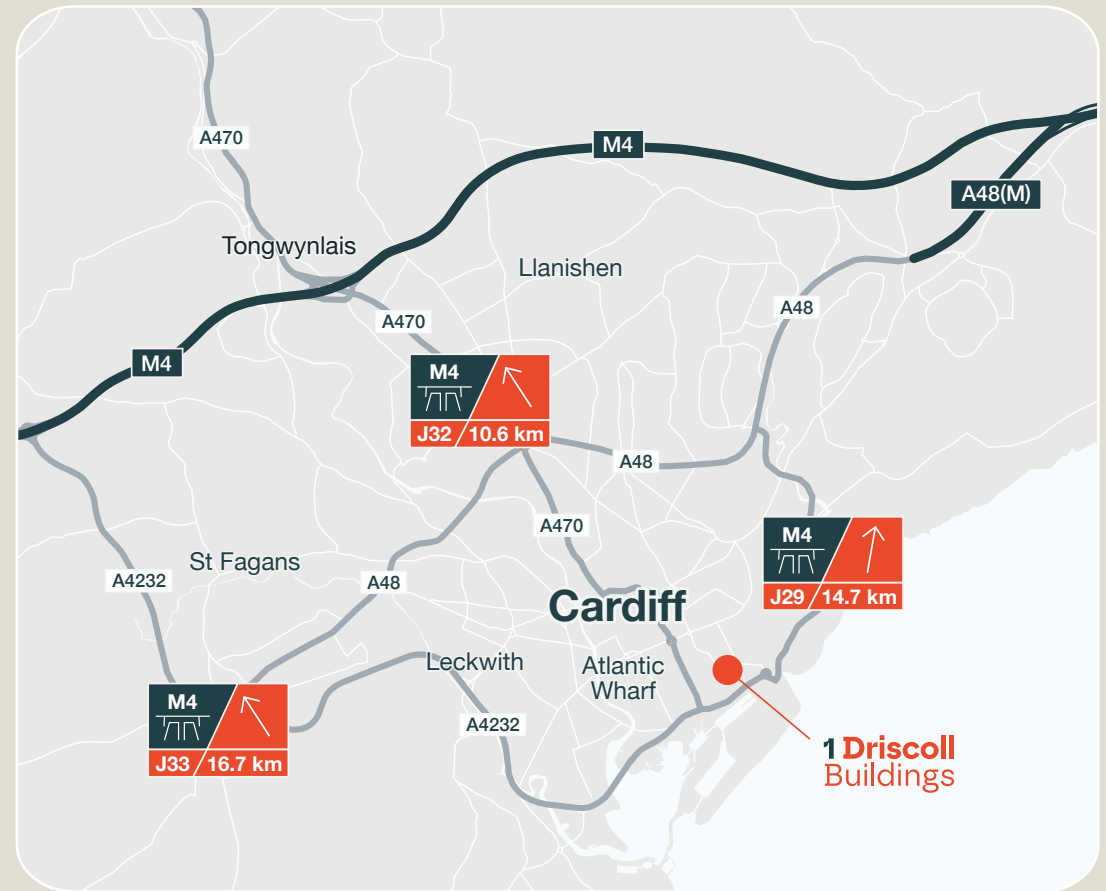 A470
M4
A48(M)
Tongwynlais
Llanishen
A48
A470
M4
M4
J32 10.6 km
A48
A470
M4
J29 14.7 km
St Fagans
A4232
A48
Cardiff
Leckwith
Atlantic
Wharf
M4
J33 16.7 km
A4232
1 Driscoll
Buildings